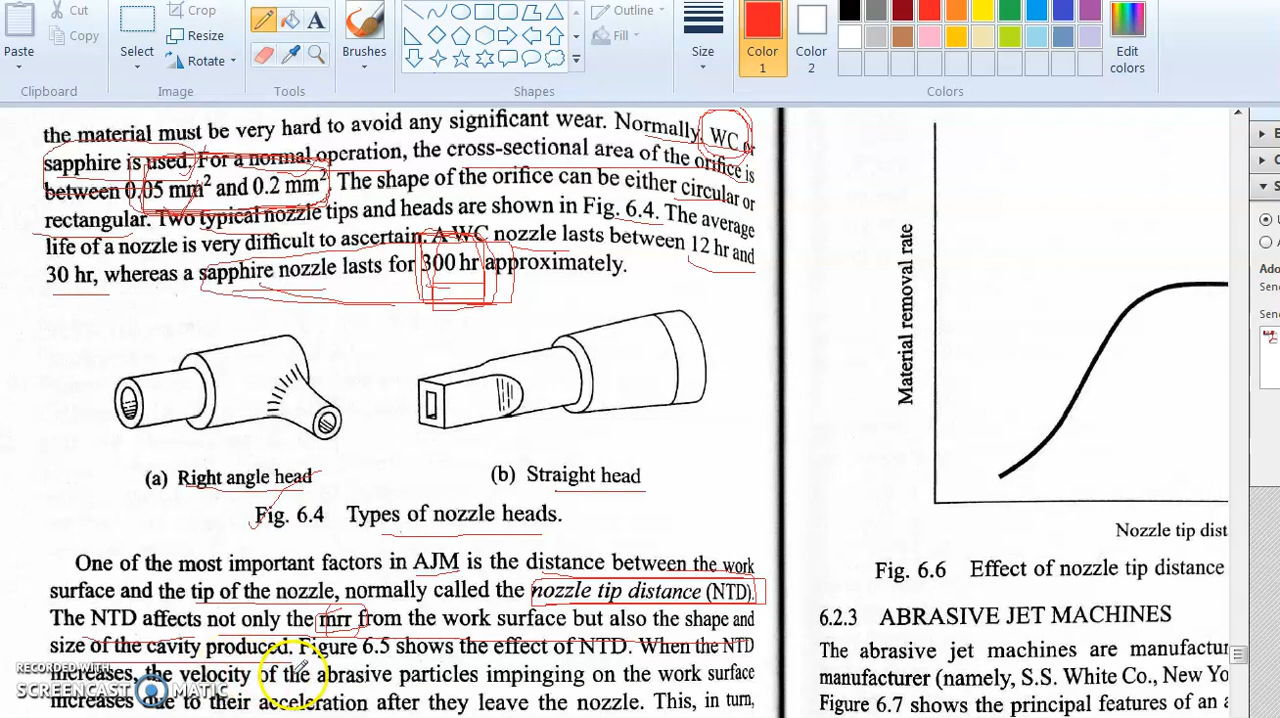 Paste
Cut
Copy
Clipboard
Select
Crop
Resize
Rotate
Image
A
Tools
Brushes
Outline
Fill
Shapes
Size
Color
1
Color
2
Edit
colors
Colors
the material must be very hard to avoid any significant wear. Normally, WC or
sapphire is used. For a normal operation, the cross-sectional area of the orifice is
between 0.05 mm² and 0.2 mm². The shape of the orifice can be either circular or
rectangular. Two typical nozzle tips and heads are shown in Fig. 6.4. The average
life of a nozzle is very difficult to ascertain. A WC nozzle lasts between 12 hr and
30 hr, whereas a sapphire nozzle lasts for 300 hr approximately.
(a) Right angle head
(b) Straight head
Fig. 6.4 Types of nozzle heads.
One of the most important factors in AJM is the distance between the work
surface and the tip of the nozzle, normally called the nozzle tip distance (NTD).
The NTD affects not only the mrr from the work surface but also the shape and
size of the cavity produced. Figure 6.5 shows the effect of NTD. When the NTD
increases, the velocity of the abrasive particles impinging on the work surface
increases due to their acceleration after they leave the nozzle. This, in turn,
RECORDED WITH
SCREENCAST MATIC
Material removal rate
Nozzle tip dist
Fig. 6.6 Effect of nozzle tip distance
6.2.3 ABRASIVE JET MACHINES
The abrasive jet machines are manufactur
manufacturer (namely, S.S. White Co., New Yo
Figure 6.7 shows the principal features of an a
E
C
S
Ado
Sen
Sen